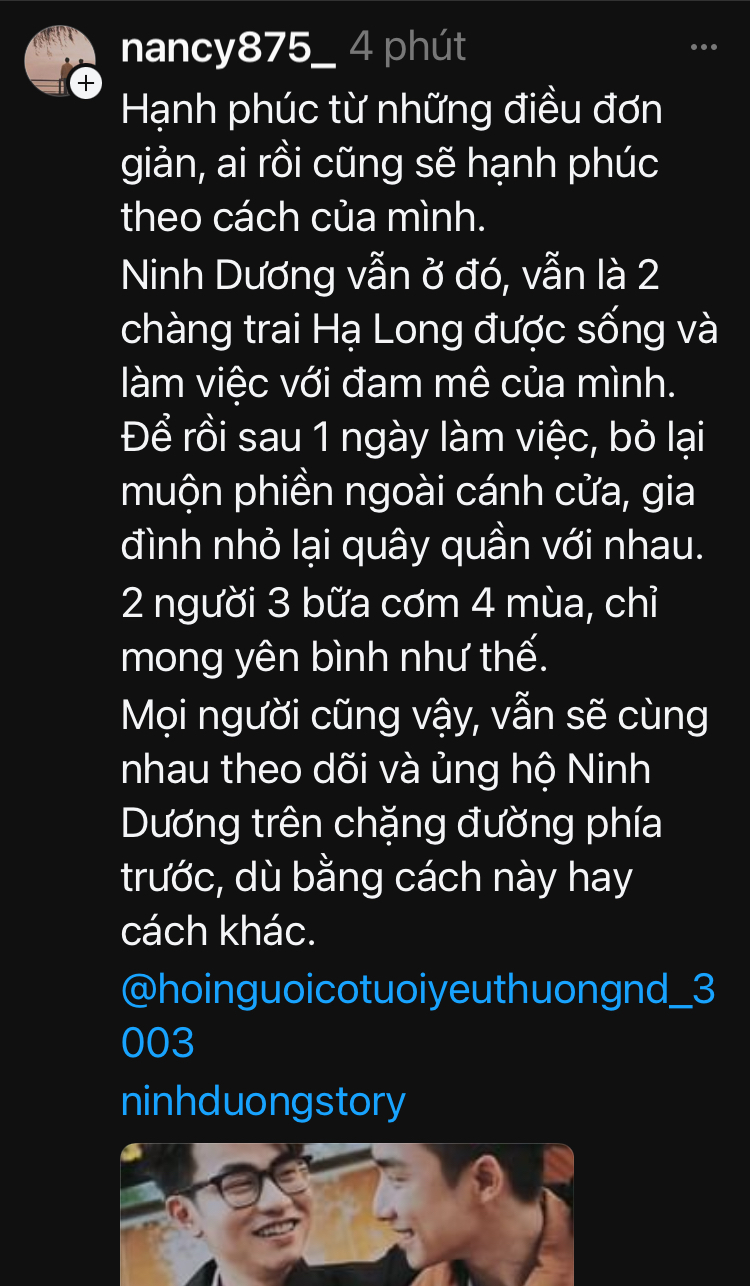 nancy875_ 4 phút
Hạnh phúc từ những điều đơn
giản, ai rồi cũng sẽ hạnh phúc
theo cách của mình.
Ninh Dương vẫn ở đó, vẫn là 2
chàng trai Hạ Long được sống và
làm việc với đam mê của mình.
Để rồi sau 1 ngày làm việc, bỏ lại
muộn phiền ngoài cánh cửa, gia
đình nhỏ lại quây quần với nhau.
2 người 3 bữa cơm 4 mùa, chỉ
mong yên bình như thế.
Mọi người cũng vậy, vẫn sẽ cùng
nhau theo dõi và ủng hộ Ninh
Dương trên chặng đường phía
trước, dù bằng cách này hay
cách khác.
@hoinguoicotuoiyeuthuongnd_3
003
ninhduongstory